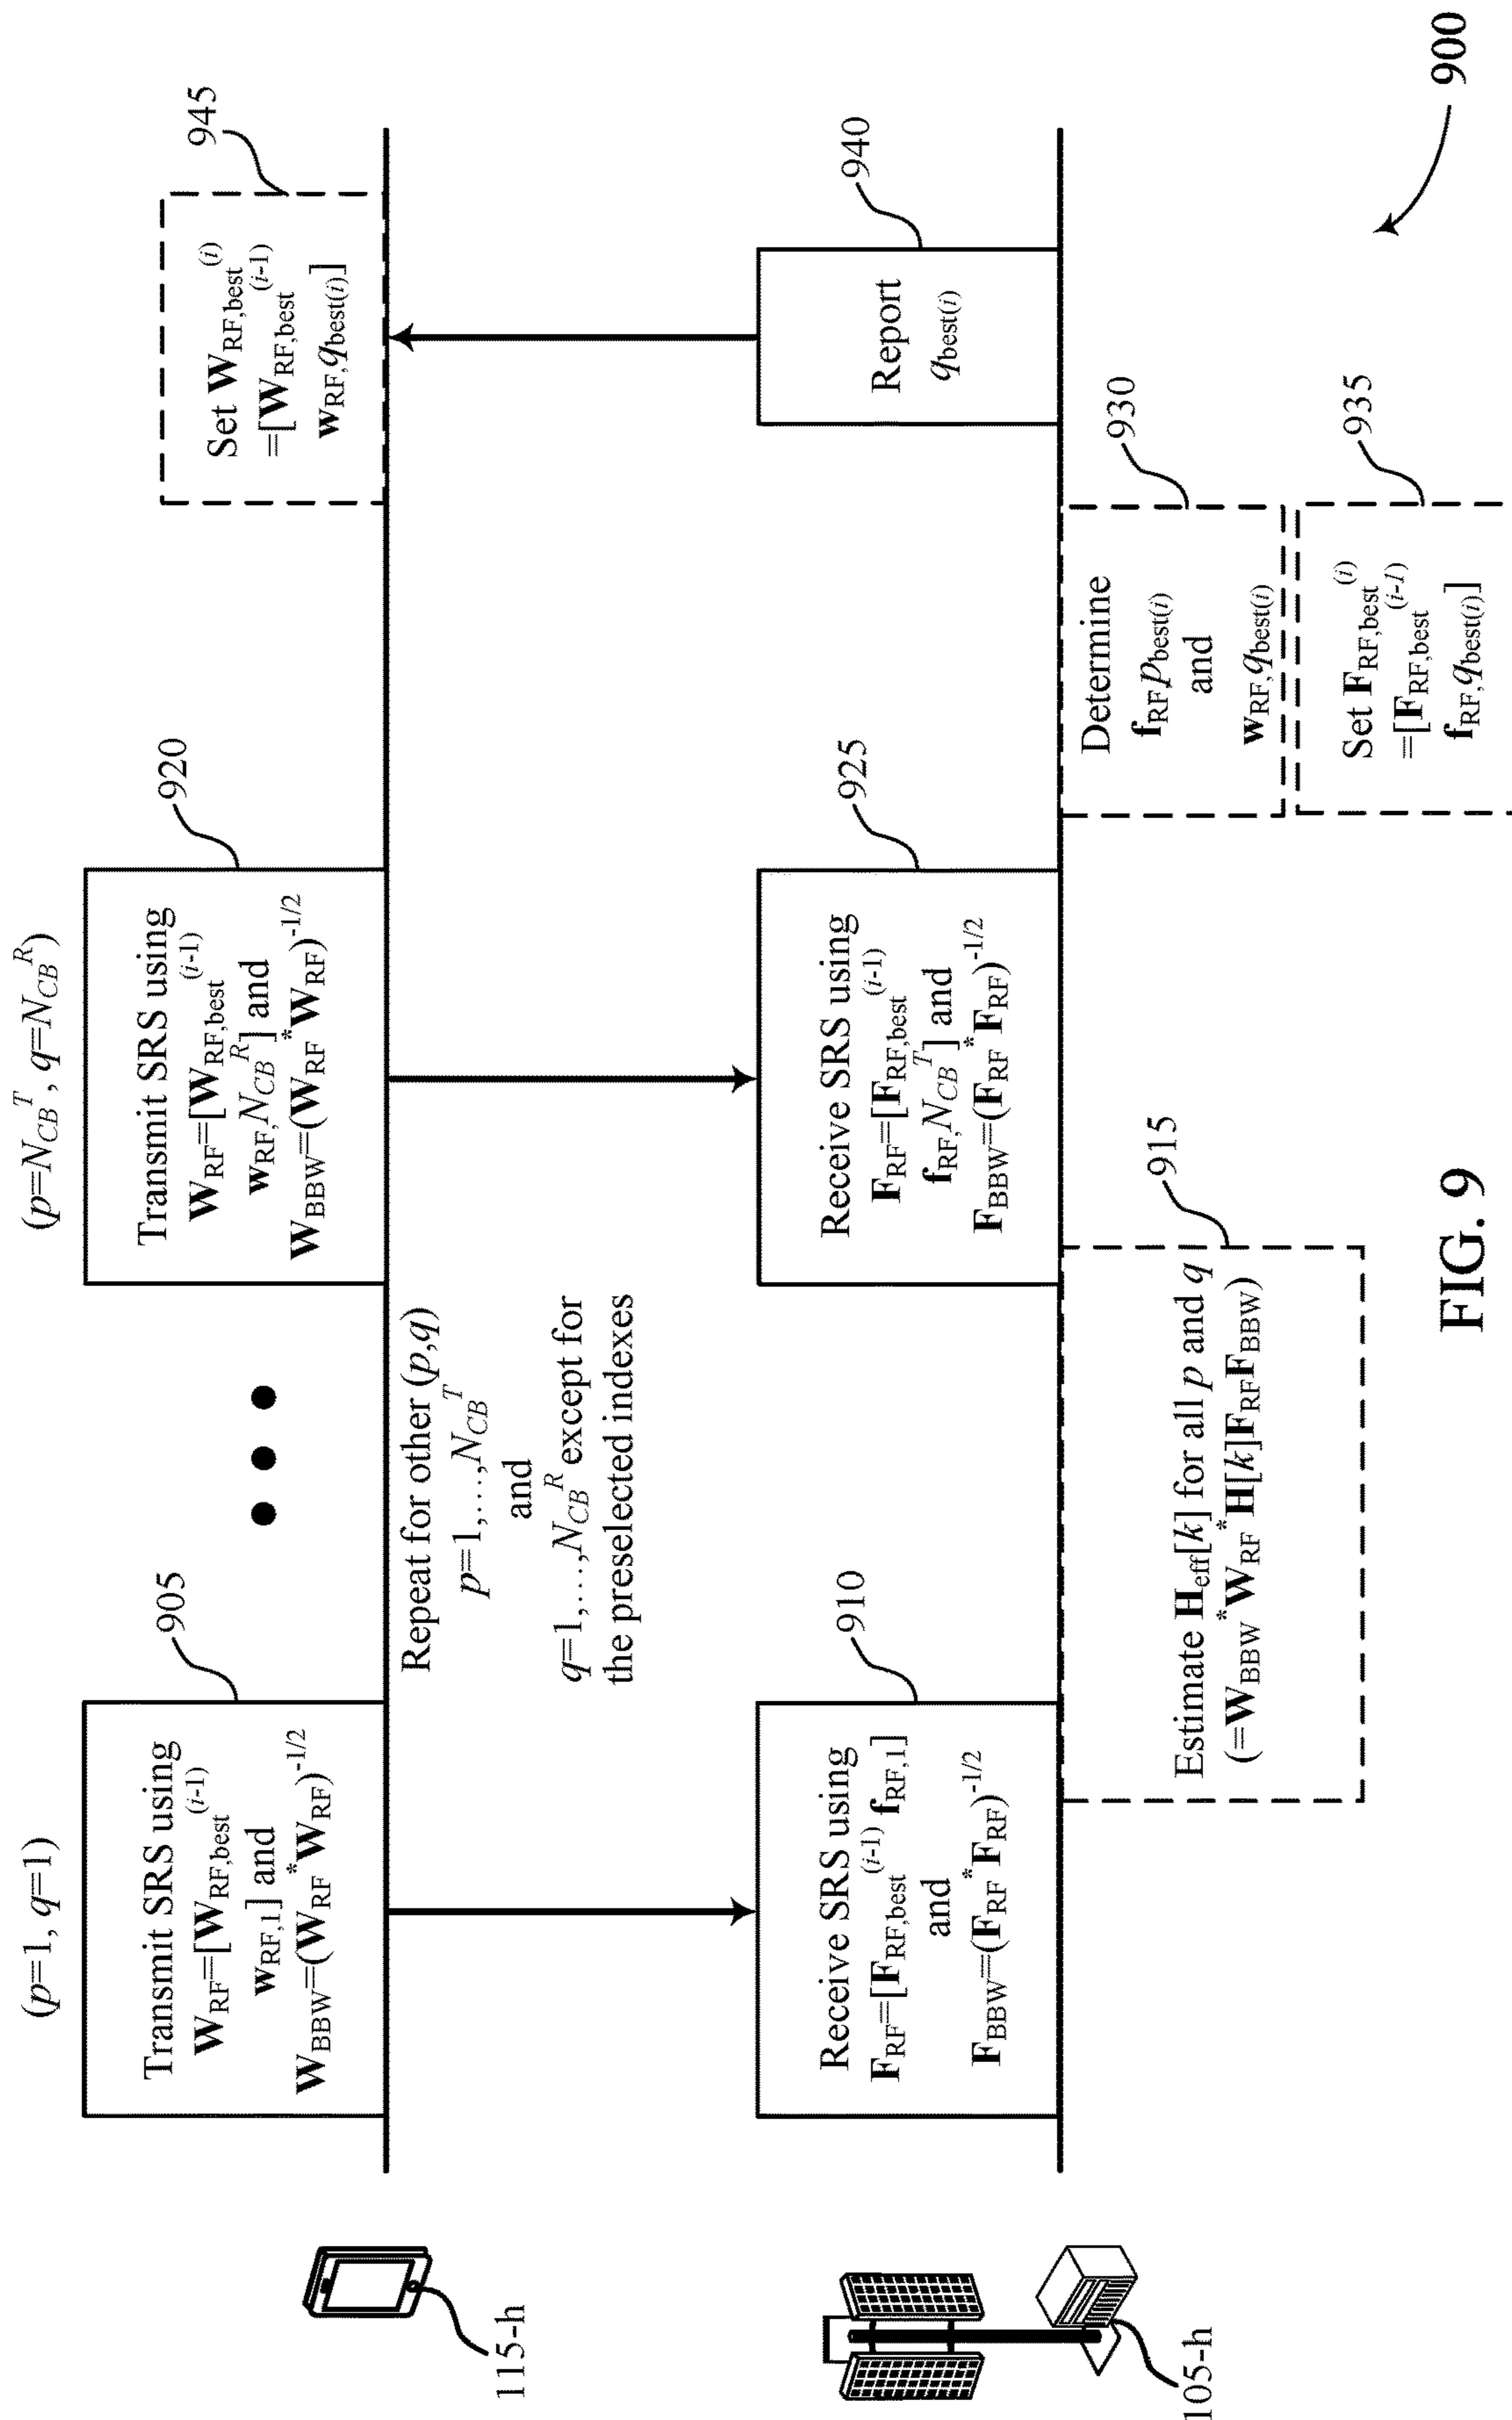 (p=1, q=1)
Transmit SRS using
W_RF=[W_RF,best^(i-1)
w_RF,1] and
W_BBW=(W_RF^*W_RF)^-1/2
905
(p=N_CB^T, q=N_CB^R)
Transmit SRS using
W_RF=[W_RF,best^(i-1)
w_RF,N_CB^R] and
W_BBW=(W_RF^*W_RF)^-1/2
920
Set W_RF,best^(i)
=[W_RF,best^(i-1)
w_RF,q_best(i)]
945
115-h
Repeat for other (p,q)
p=1,…,N_CB^T
and
q=1,…,N_CB^R except for
the preselected indexes
Receive SRS using
F_RF=[F_RF,best^(i-1) f_RF,1]
and
F_BBW=(F_RF^*F_RF)^-1/2
910
Receive SRS using
F_RF=[F_RF,best^(i-1)
f_RF,N_CB^T] and
F_BBW=(F_RF^*F_RF)^-1/2
925
Report
q_best(i)
940
105-h
Estimate H_eff[k] for all p and q
(=W_BBW^*W_RF^*H[k]F_RFF_BBW)
915
Determine
f_RF,p_best(i)
and
w_RF,q_best(i)
930
Set F_RF,best^(i)
=[F_RF,best^(i-1)
f_RF,q_best(i)]
935
900
FIG. 9